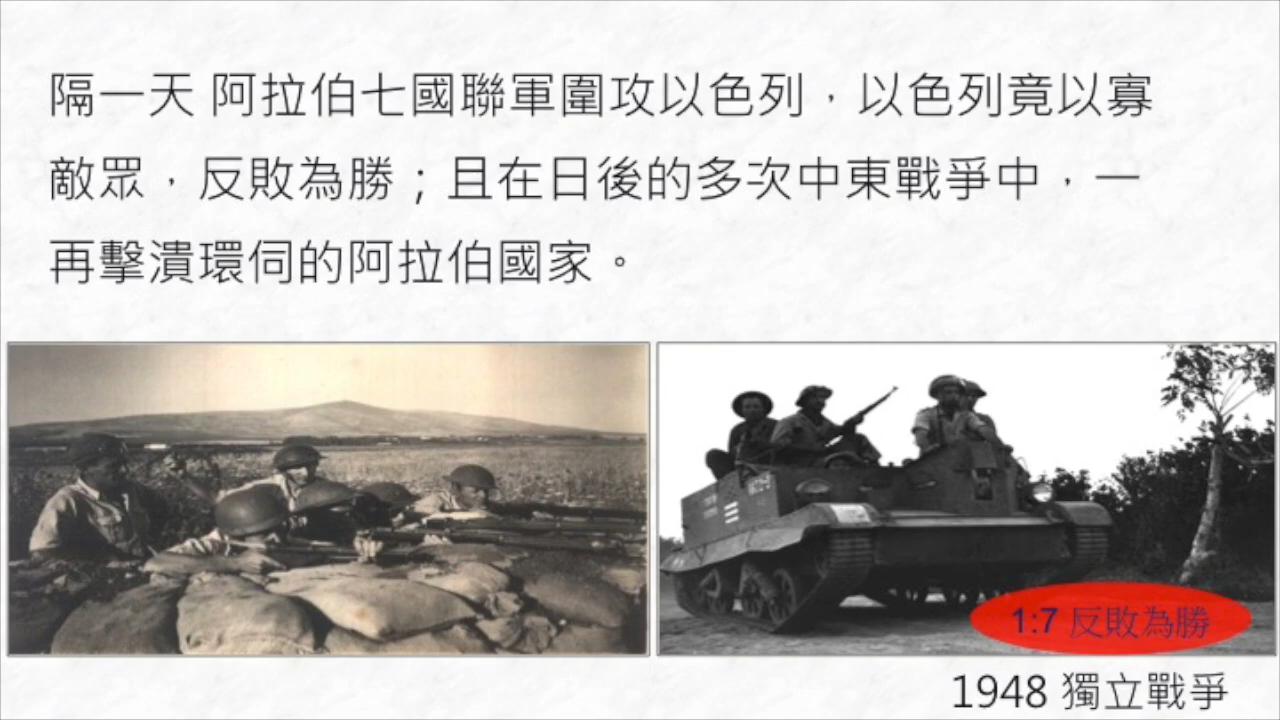 隔一天 阿拉伯七國聯軍圍攻以色列，以色列竟以寡
敵眾，反敗為勝；且在日後的多次中東戰爭中，一
再擊潰環伺的阿拉伯國家。
1:7 反敗為勝
1948 獨立戰爭